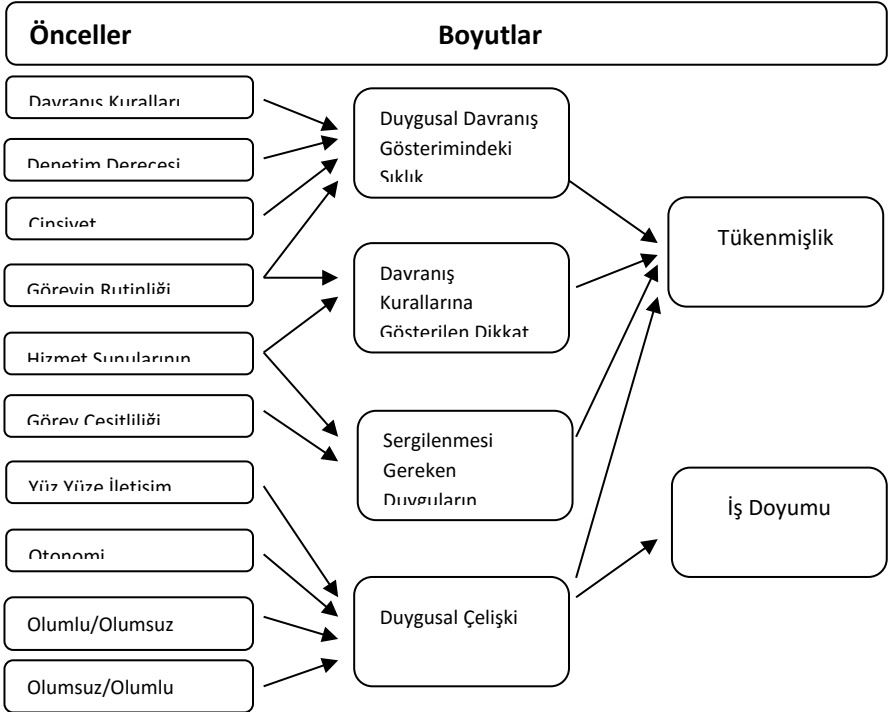 Önceller Boyutlar
Davranış Kuralları
Denetim Derecesi
Cinsiyet
Görevin Rutinliği
Hizmet Sunularının
Görev Çeşitliliği
Yüz Yüze İletişim
Otonomi
Olumlu/Olumsuz
Olumsuz/Olumlu
Duygusal Davranış
Gösterimindeki
Sıklık
Davranış
Kurallarına
Gösterilen Dikkat
Sergilenmesi
Gereken
Duyguların
Duygusal Çelişki
Tükenmişlik
İş Doyumu